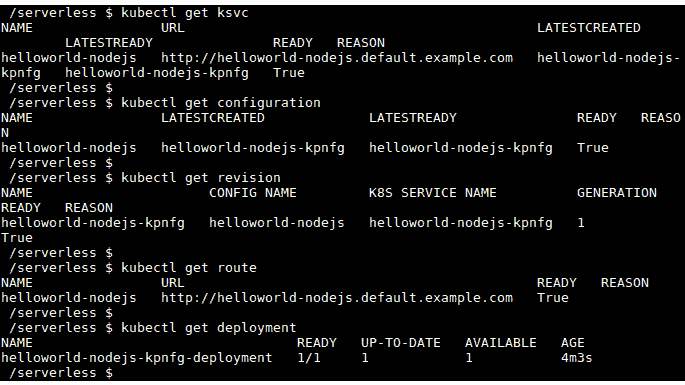 /serverless $ kubectl get ksvc
NAME                URL                                            LATESTCREATED
        LATESTREADY               READY   REASON
helloworld-nodejs   http://helloworld-nodejs.default.example.com   helloworld-nodejs-
kpnfg   helloworld-nodejs-kpnfg   True
 /serverless $
 /serverless $ kubectl get configuration
NAME                LATESTCREATED             LATESTREADY               READY   REASO
N
helloworld-nodejs   helloworld-nodejs-kpnfg   helloworld-nodejs-kpnfg   True
 /serverless $
 /serverless $ kubectl get revision
NAME                      CONFIG NAME         K8S SERVICE NAME          GENERATION
READY   REASON
helloworld-nodejs-kpnfg   helloworld-nodejs   helloworld-nodejs-kpnfg   1
True
 /serverless $
 /serverless $ kubectl get route
NAME                URL                                            READY   REASON
helloworld-nodejs   http://helloworld-nodejs.default.example.com   True
 /serverless $
 /serverless $ kubectl get deployment
NAME                                 READY   UP-TO-DATE   AVAILABLE   AGE
helloworld-nodejs-kpnfg-deployment   1/1     1            1           4m3s
 /serverless $